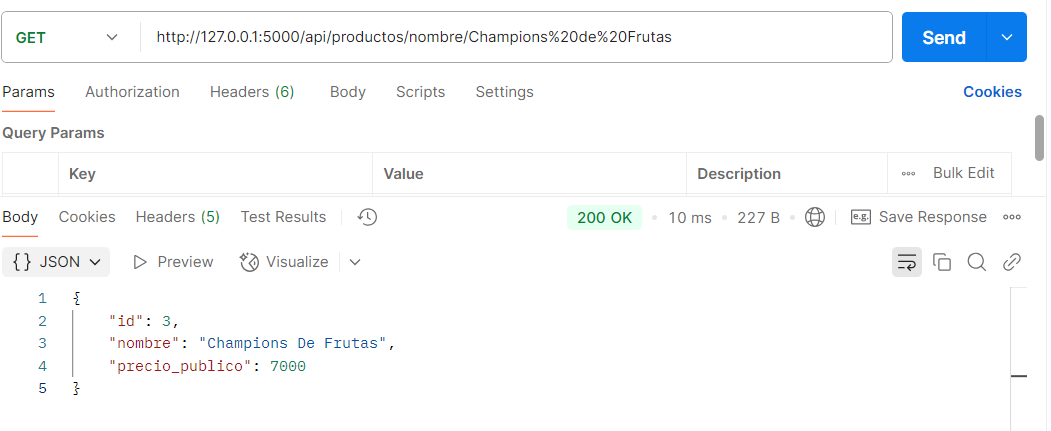 GET http://127.0.0.1:5000/api/productos/nombre/Champions%20de%20Frutas Send
Params Authorization Headers (6) Body Scripts Settings Cookies
Query Params
Key Value Description Bulk Edit
Body Cookies Headers (5) Test Results 200 OK 10 ms 227 B e.g. Save Response
{} JSON Preview Visualize
1 {
2 "id": 3,
3 "nombre": "Champions De Frutas",
4 "precio_publico": 7000
5 }